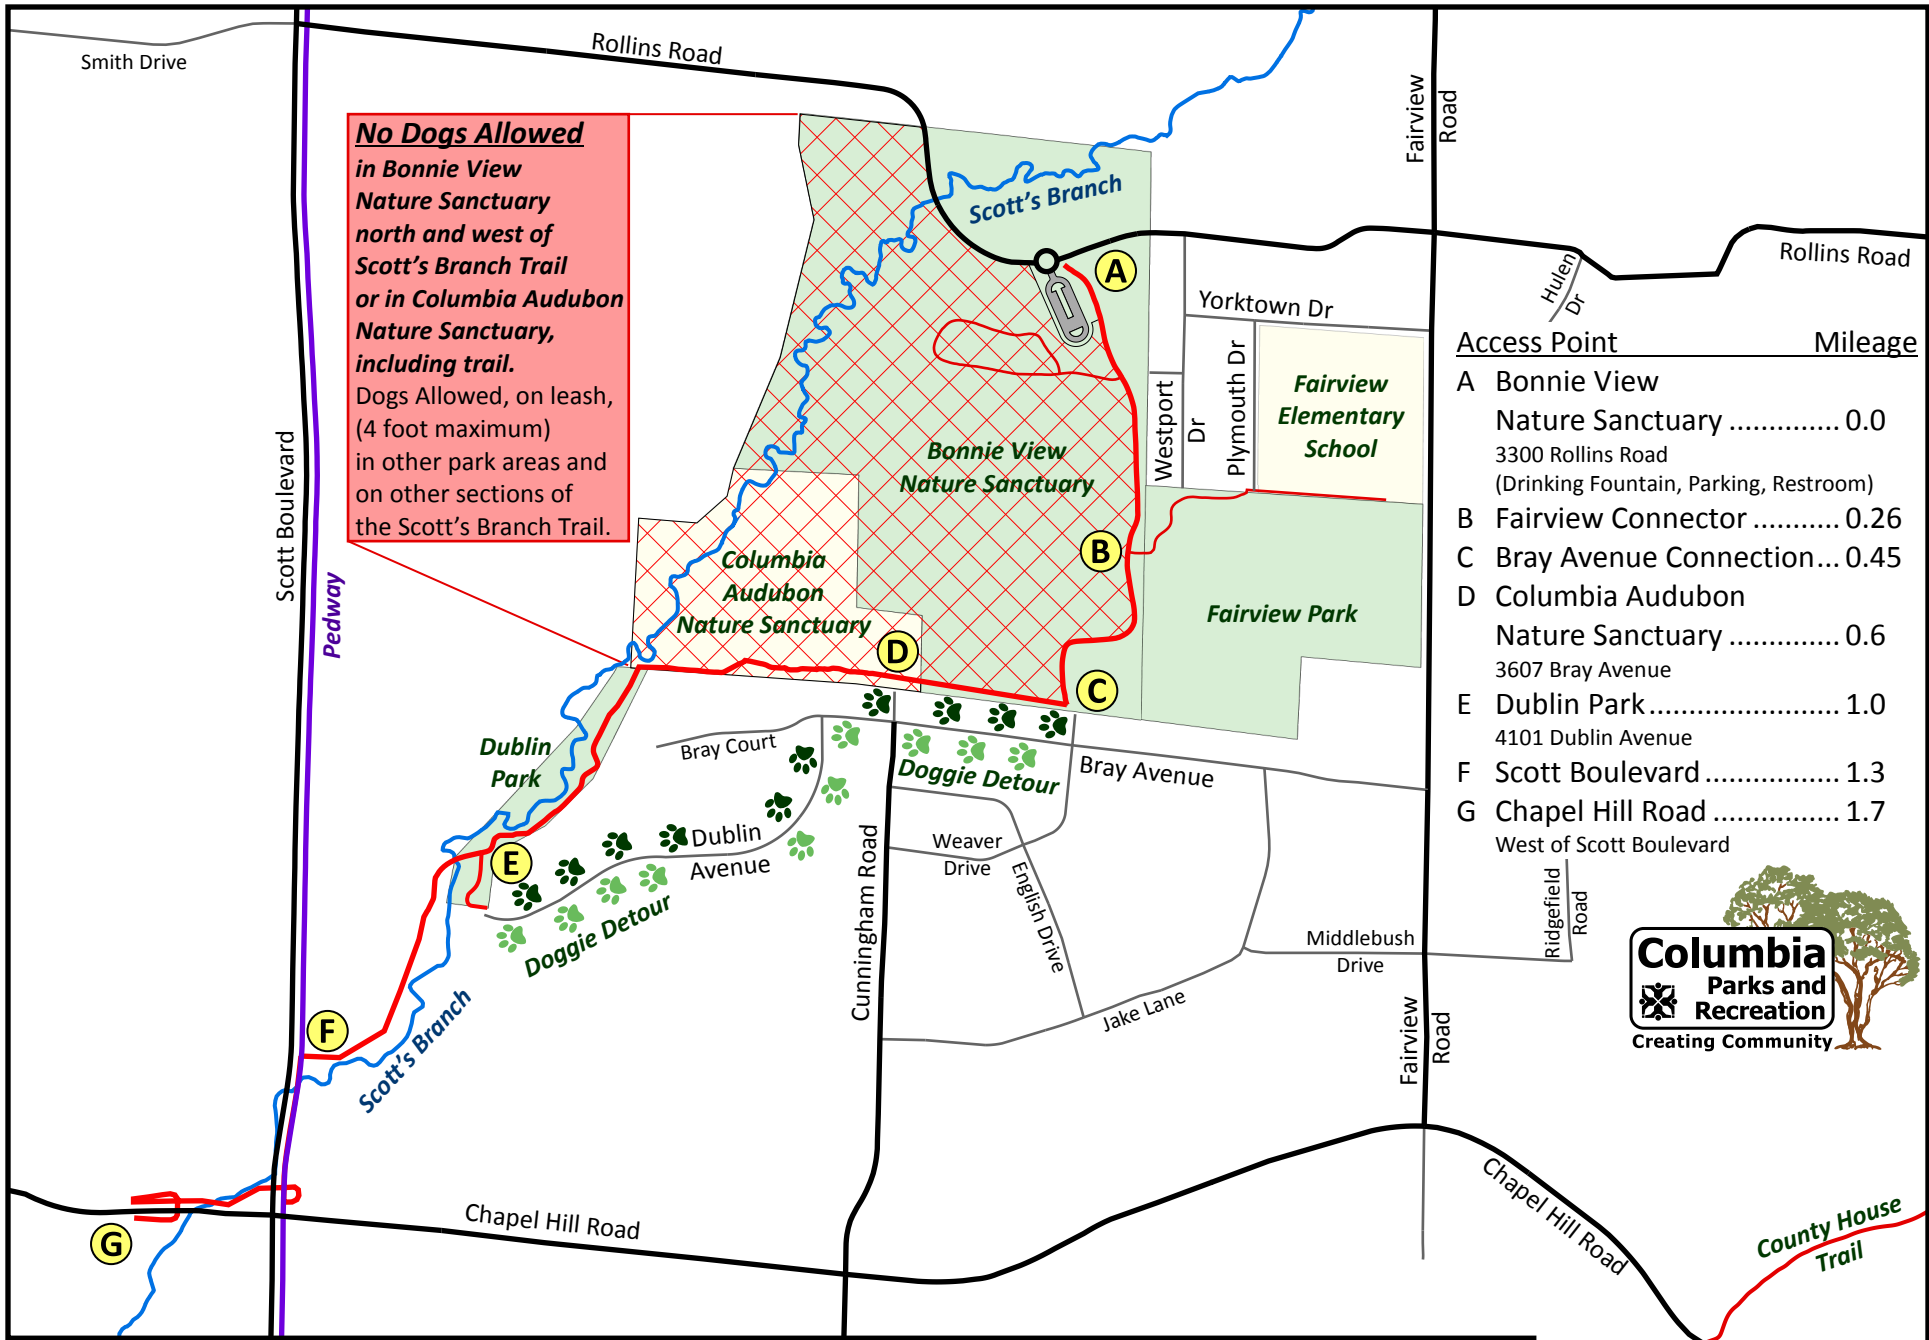 Smith Drive
Rollins Road
Fairview
Road
No Dogs Allowed
in Bonnie View
Nature Sanctuary
north and west of
Scott's Branch Trail
or in Columbia Audubon
Nature Sanctuary,
including trail.
Dogs Allowed, on leash,
(4 foot maximum)
in other park areas and
on other sections of
the Scott's Branch Trail.
Scott's Branch
A
Rollins Road
Hulen
Dr
Yorktown Dr
Westport
Dr
Plymouth Dr
Fairview
Elementary
School
Scott Boulevard
Pedway
Bonnie View
Nature Sanctuary
B
Columbia
Audubon
Nature Sanctuary
D
Fairview Park
C
Access Point Mileage
A Bonnie View
Nature Sanctuary .............. 0.0
3300 Rollins Road
(Drinking Fountain, Parking, Restroom)
B Fairview Connector ........... 0.26
C Bray Avenue Connection... 0.45
D Columbia Audubon
Nature Sanctuary .............. 0.6
3607 Bray Avenue
E Dublin Park ...................... 1.0
4101 Dublin Avenue
F Scott Boulevard ................. 1.3
G Chapel Hill Road ................ 1.7
West of Scott Boulevard
Dublin
Park
Bray Court
Doggie Detour
Bray Avenue
E
Dublin
Avenue
Doggie Detour
Cunningham Road
Weaver
Drive
English Drive
Middlebush
Drive
Ridgefield
Road
Jake Lane
Fairview
Road
F
Scott's Branch
G
Chapel Hill Road
Chapel Hill Road
County House
Trail
Columbia
Parks and
Recreation
Creating Community